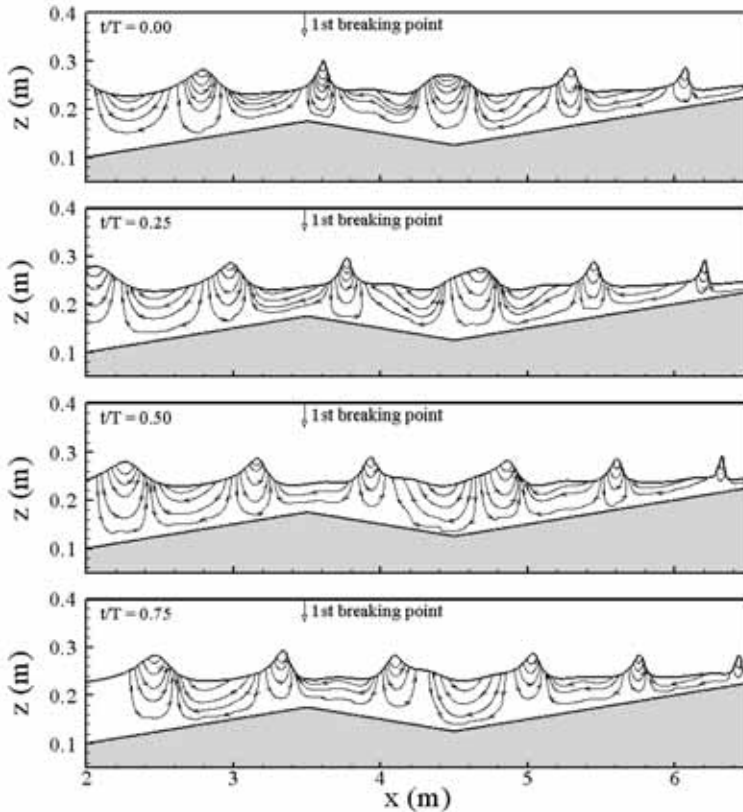 0.4
t/T = 0.00
1st breaking point
0.3
z (m)
0.2
0.1
0.4
t/T = 0.25
1st breaking point
0.3
z (m)
0.2
0.1
0.4
t/T = 0.50
1st breaking point
0.3
z (m)
0.2
0.1
0.4
t/T = 0.75
1st breaking point
0.3
z (m)
0.2
0.1
2 3 4 5 6
x (m)